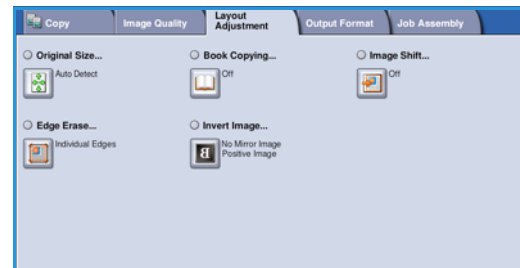 Copy
Image Quality
Layout
Adjustment
Output Format
Job Assembly
Original Size...
Auto Detect
Book Copying...
Off
Image Shift...
Off
Edge Erase...
Individual Edges
Invert Image...
No Mirror Image
Positive Image